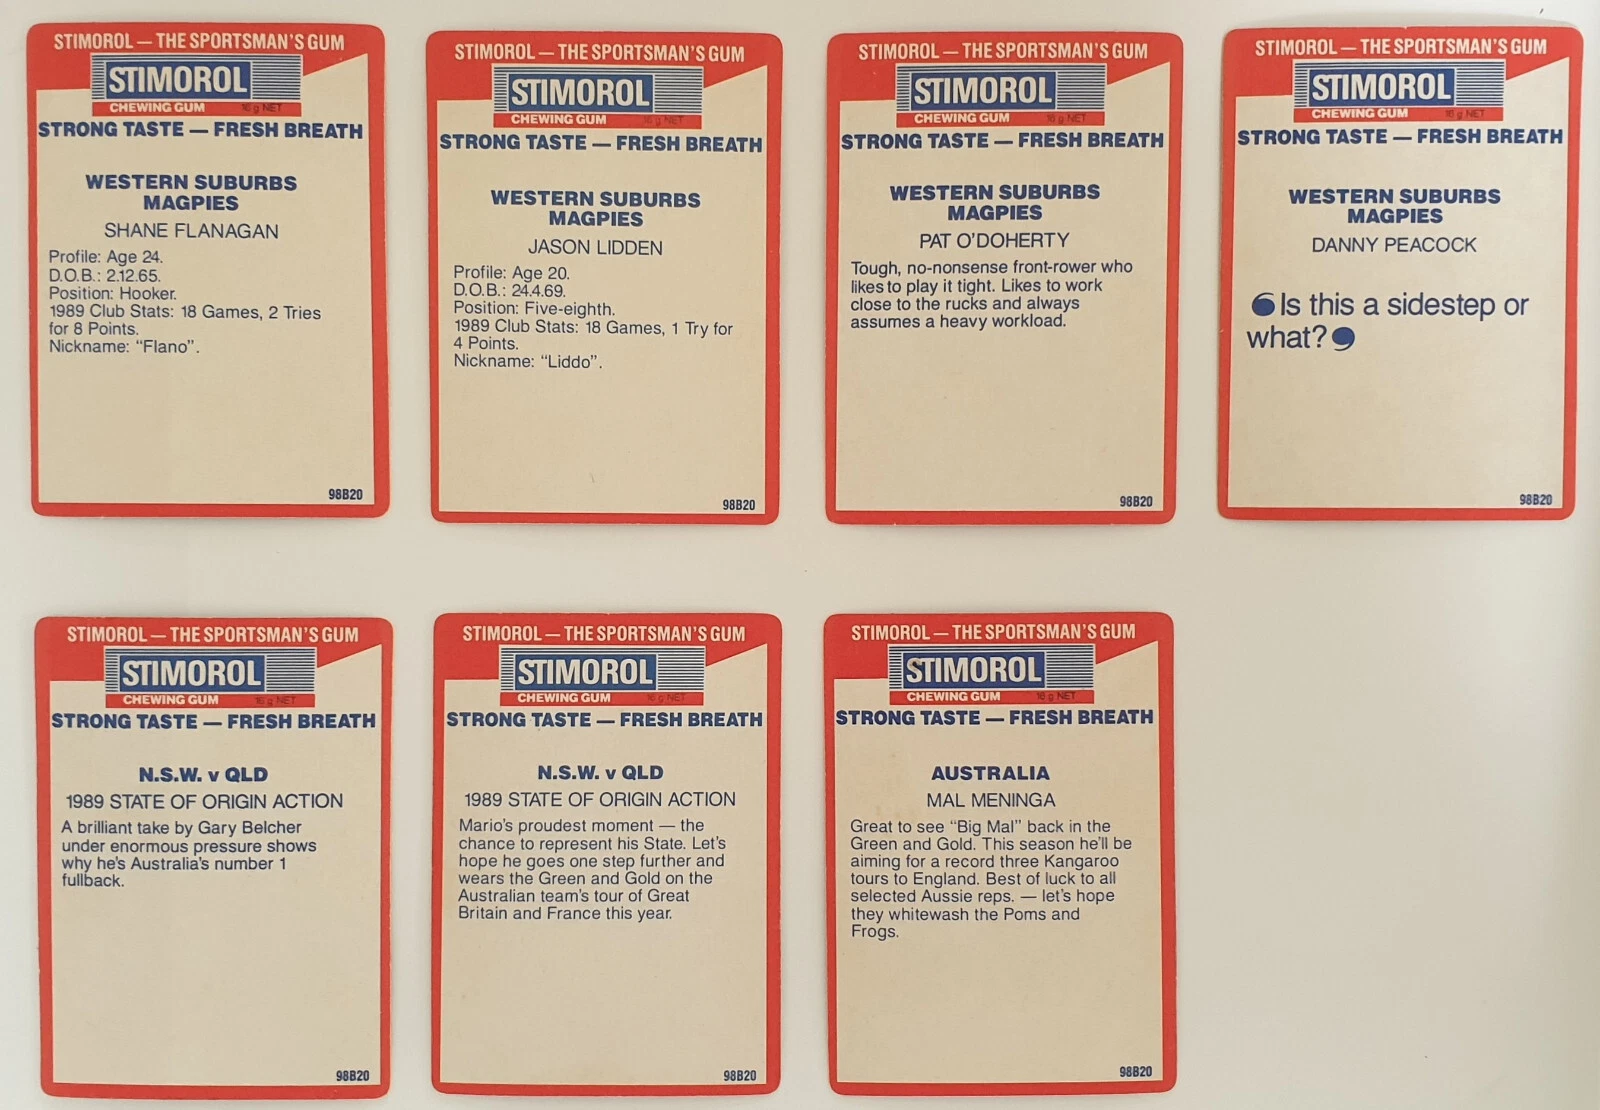 STIMOROL — THE SPORTSMAN'S GUM
STIMOROL
CHEWING GUM 16 g NET
STRONG TASTE — FRESH BREATH
WESTERN SUBURBS
MAGPIES
SHANE FLANAGAN
Profile: Age 24.
D.O.B.: 2.12.65.
Position: Hooker.
1989 Club Stats: 18 Games, 2 Tries
for 8 Points.
Nickname: “Flano”.
98B20
STIMOROL — THE SPORTSMAN'S GUM
STIMOROL
CHEWING GUM 16 g NET
STRONG TASTE — FRESH BREATH
WESTERN SUBURBS
MAGPIES
JASON LIDDEN
Profile: Age 20.
D.O.B.: 24.4.69.
Position: Five-eighth.
1989 Club Stats: 18 Games, 1 Try for
4 Points.
Nickname: “Liddo”.
98B20
STIMOROL — THE SPORTSMAN'S GUM
STIMOROL
CHEWING GUM 16 g NET
STRONG TASTE — FRESH BREATH
WESTERN SUBURBS
MAGPIES
PAT O'DOHERTY
Tough, no-nonsense front-rower who
likes to play it tight. Likes to work
close to the rucks and always
assumes a heavy workload.
98B20
STIMOROL — THE SPORTSMAN'S GUM
STIMOROL
CHEWING GUM 16 g NET
STRONG TASTE — FRESH BREATH
WESTERN SUBURBS
MAGPIES
DANNY PEACOCK
‘Is this a sidestep or
what?’
98B20
STIMOROL — THE SPORTSMAN'S GUM
STIMOROL
CHEWING GUM 16 g NET
STRONG TASTE — FRESH BREATH
N.S.W. v QLD
1989 STATE OF ORIGIN ACTION
A brilliant take by Gary Belcher
under enormous pressure shows
why he's Australia's number 1
fullback.
98B20
STIMOROL — THE SPORTSMAN'S GUM
STIMOROL
CHEWING GUM 16 g NET
STRONG TASTE — FRESH BREATH
N.S.W. v QLD
1989 STATE OF ORIGIN ACTION
Mario's proudest moment — the
chance to represent his State. Let's
hope he goes one step further and
wears the Green and Gold on the
Australian team's tour of Great
Britain and France this year.
98B20
STIMOROL — THE SPORTSMAN'S GUM
STIMOROL
CHEWING GUM 16 g NET
STRONG TASTE — FRESH BREATH
AUSTRALIA
MAL MENINGA
Great to see “Big Mal” back in the
Green and Gold. This season he'll be
aiming for a record three Kangaroo
tours to England. Best of luck to all
selected Aussie reps. — let's hope
they whitewash the Poms and
Frogs.
98B20